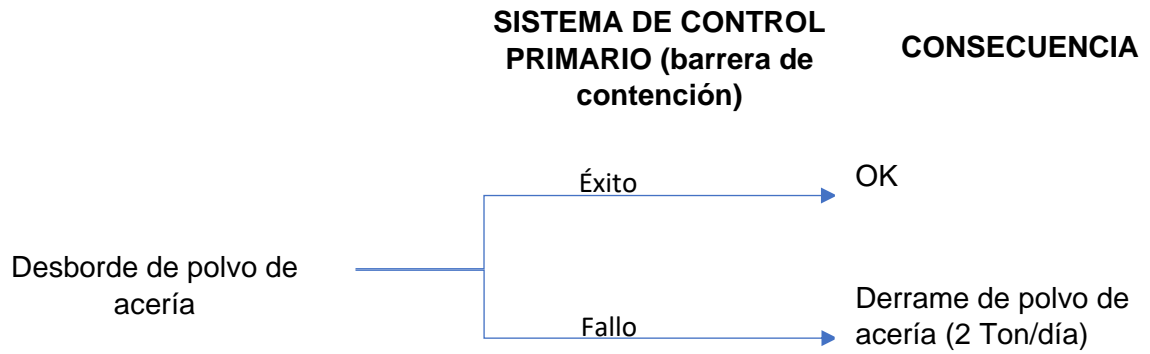 SISTEMA DE CONTROL
PRIMARIO (barrera de
contención)
CONSECUENCIA
Éxito
OK
Desborde de polvo de
acería
Fallo
Derrame de polvo de
acería (2 Ton/día)